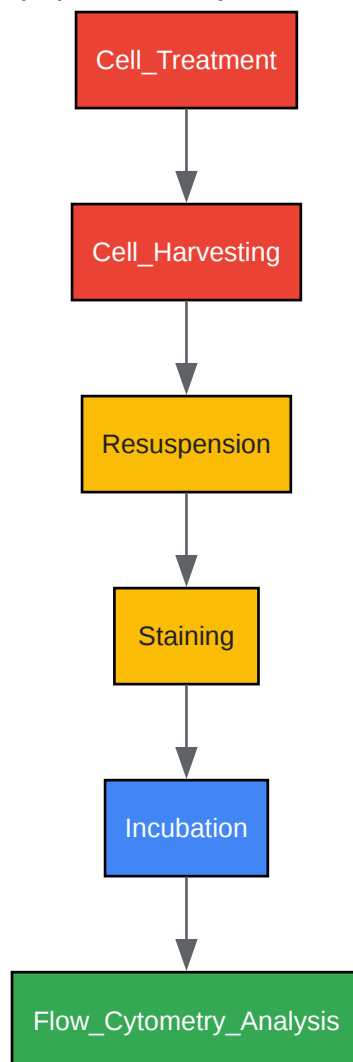 Cell_Treatment
Cell_Harvesting
Resuspension
Staining
Incubation
Flow_Cytometry_Analysis